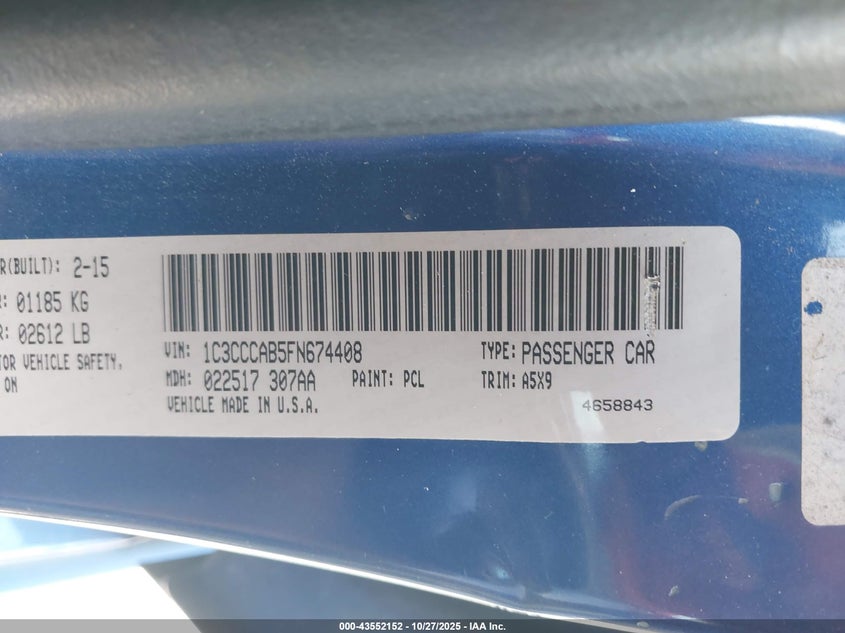 R(BUILT): 2-15
R: 01185 KG
R: 02612 LB
TOR VEHICLE SAFETY,
ON
VIN: 1C3CCCAB5FN674408 TYPE: PASSENGER CAR
MDH: 022517 307AA PAINT: PCL TRIM: A5X9
VEHICLE MADE IN U.S.A. 4658843
000-43552152 - 10/27/2025 - IAA Inc.